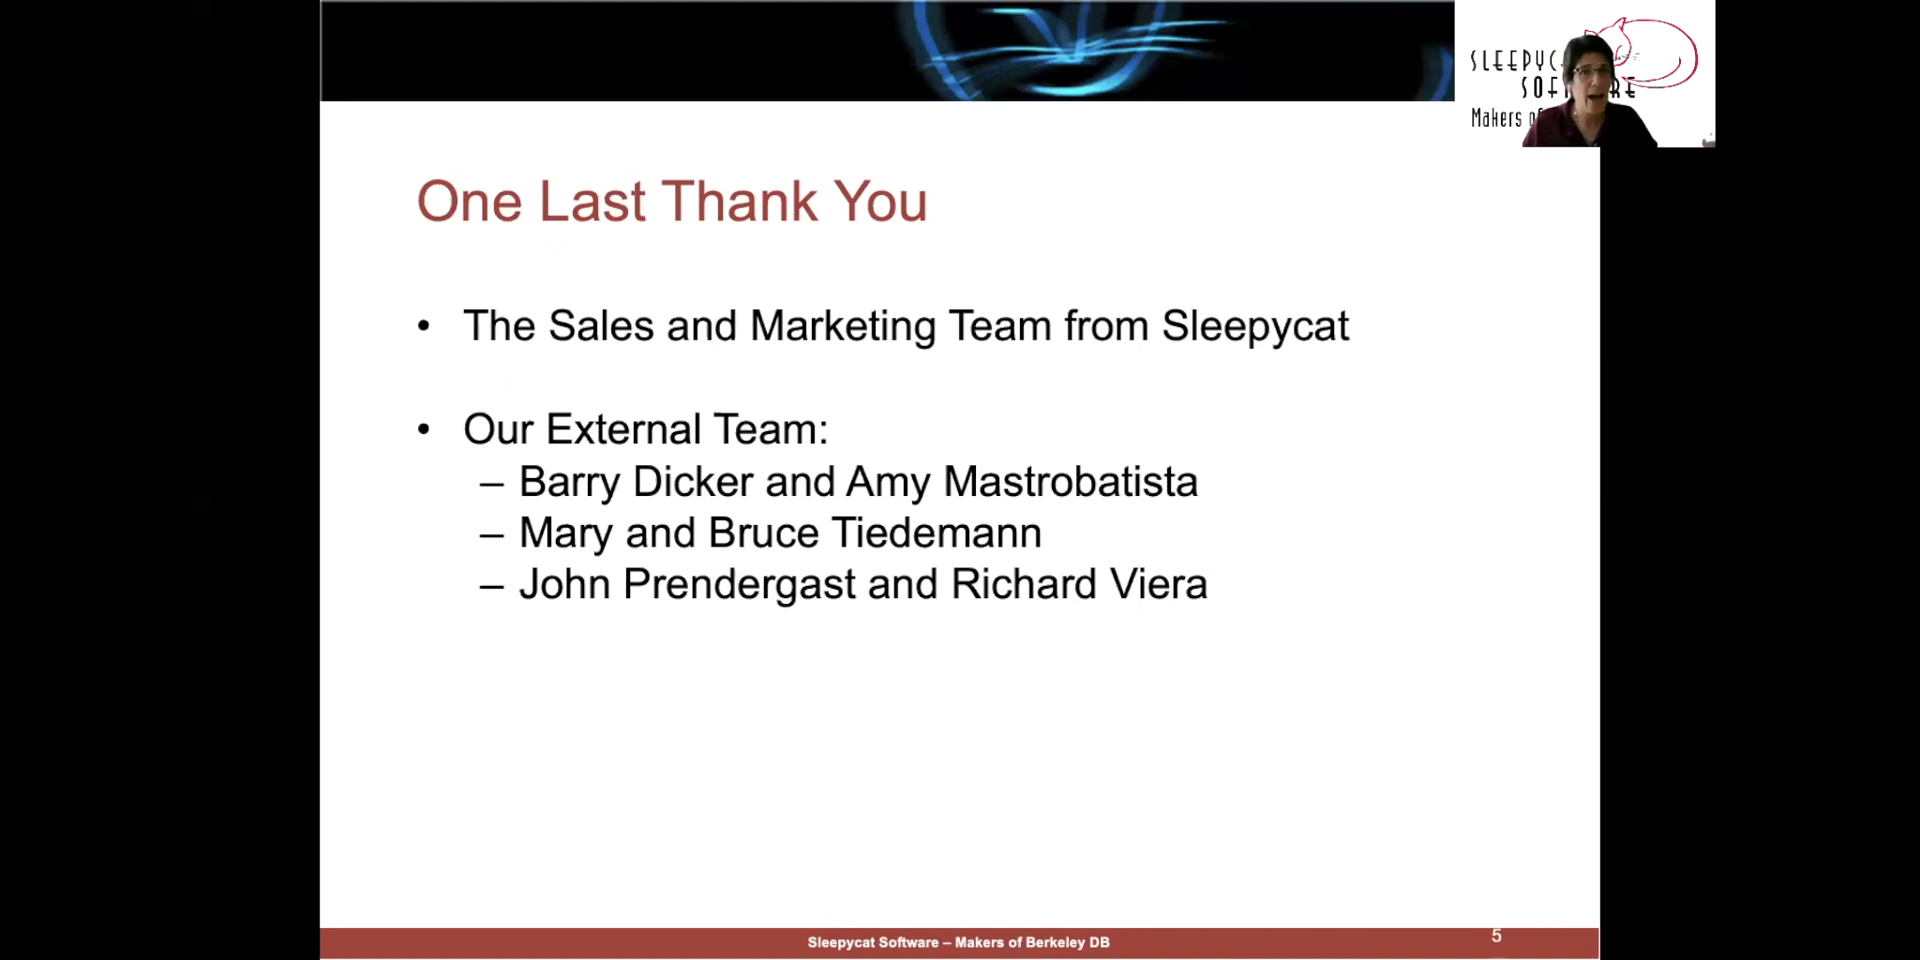 SLEEPYC
SOF RE
Makers of
One Last Thank You
• The Sales and Marketing Team from Sleepycat
• Our External Team:
– Barry Dicker and Amy Mastrobatista
– Mary and Bruce Tiedemann
– John Prendergast and Richard Viera
Sleepycat Software – Makers of Berkeley DB
5